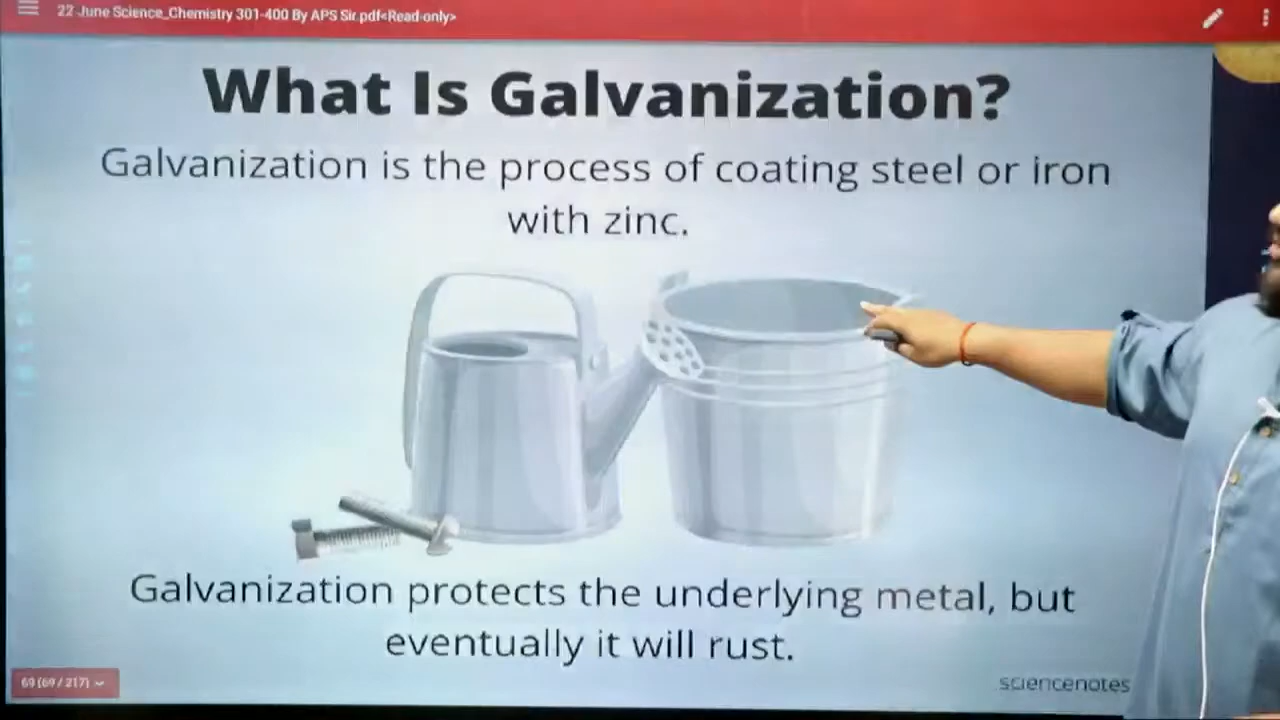 22 June Science_Chemistry 301-400 By APS Sir.pdf<Read-only>
What Is Galvanization?
Galvanization is the process of coating steel or iron
with zinc.
Galvanization protects the underlying metal, but
eventually it will rust.
69 (69 / 217)
sciencenotes